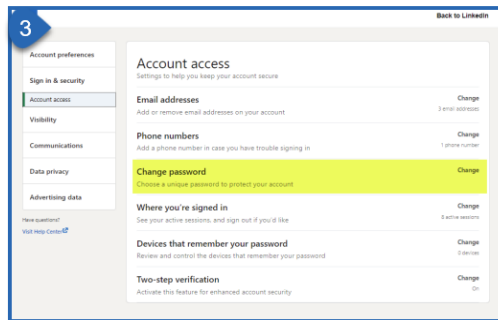 3
Back to LinkedIn
Account preferences
Sign in & security
Account access
Visibility
Communications
Data privacy
Advertising data
Have questions?
Visit Help Center
Account access
Settings to help you keep your account secure
Email addresses
Change
Add or remove email addresses on your account
3 email addresses
Phone numbers
Change
Add a phone number in case you have trouble signing in
1 phone number
Change password
Change
Choose a unique password to protect your account
Where you're signed in
Change
See your active sessions, and sign out if you'd like
8 active sessions
Devices that remember your password
Change
Review and control the devices that remember your password
0 devices
Two-step verification
Change
Activate this feature for enhanced account security
On